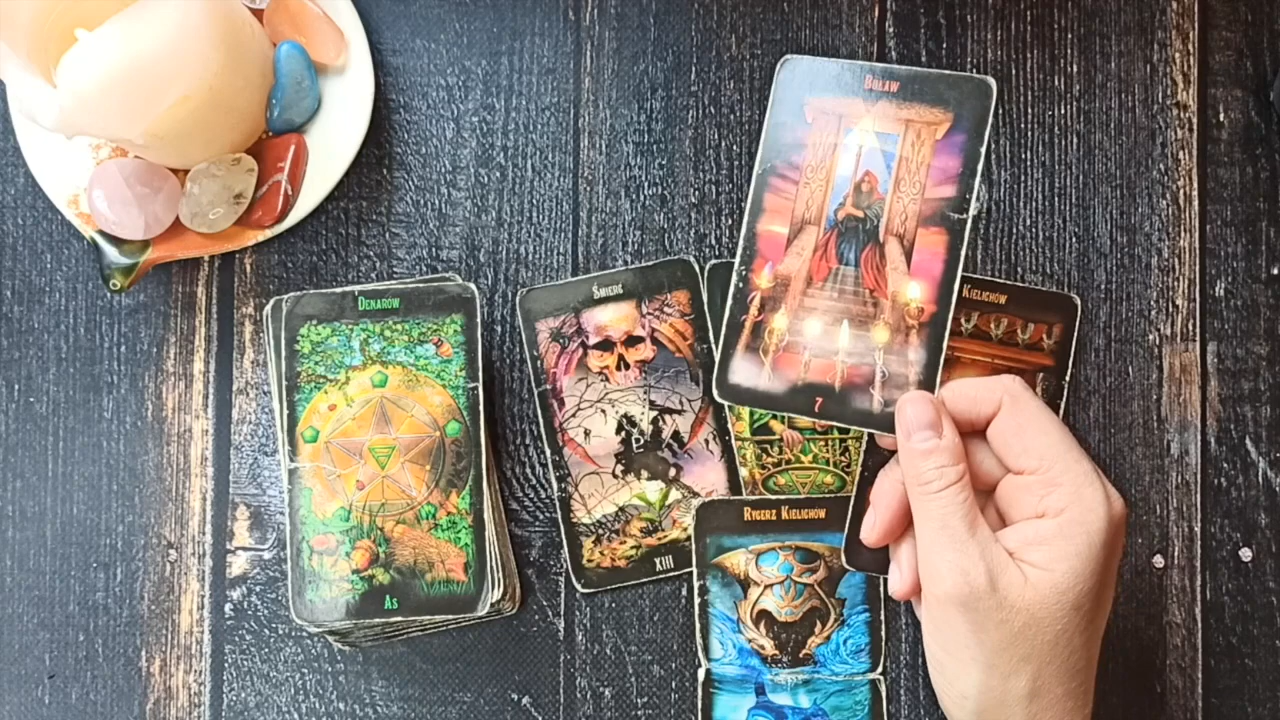 Buław
7
Denarów
As
Śmierć
XIII
Kielichów
Rycerz Kielichów